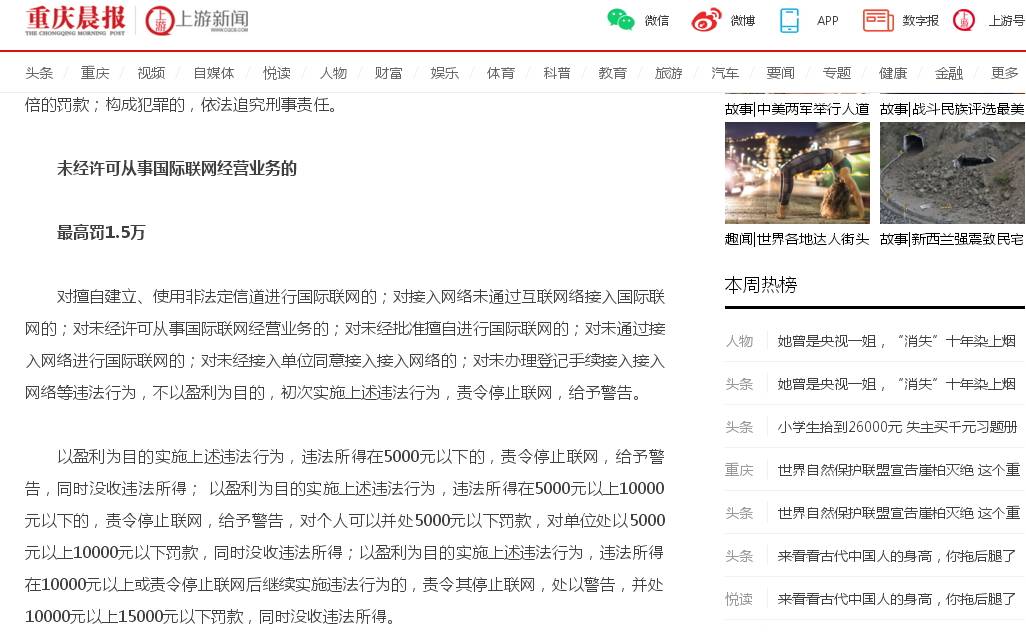 重庆晨报
THE CHONGQING MORNING POST
上游
上游新闻
WWW.CQCB.COM
微信
微博
APP
数字报
上游
上游号
头条 / 重庆 / 视频 / 自媒体 / 悦读 / 人物 / 财富 / 娱乐 / 体育 / 科普 / 教育 / 旅游 / 汽车 / 要闻 / 专题 / 健康 / 金融 / 更多
倍的罚款；构成犯罪的，依法追究刑事责任。
未经许可从事国际联网经营业务的
最高罚1.5万
对擅自建立、使用非法定信道进行国际联网的；对接入网络未通过互联网络接入国际联
网的；对未经许可从事国际联网经营业务的；对未经批准擅自进行国际联网的；对未通过接
入网络进行国际联网的；对未经接入单位同意接入接入网络的；对未办理登记手续接入接入
网络等违法行为，不以盈利为目的，初次实施上述违法行为，责令停止联网，给予警告。
以盈利为目的实施上述违法行为，违法所得在5000元以下的，责令停止联网，给予警
告，同时没收违法所得； 以盈利为目的实施上述违法行为，违法所得在5000元以上10000
元以下的，责令停止联网，给予警告，对个人可以并处5000元以下罚款，对单位处以5000
元以上10000元以下罚款，同时没收违法所得；以盈利为目的实施上述违法行为，违法所得
在10000元以上或责令停止联网后继续实施违法行为的，责令其停止联网，处以警告，并处
10000元以上15000元以下罚款，同时没收违法所得。
故事|中美两军举行人道
故事|战斗民族评选最美
趣闻|世界各地达人街头
故事|新西兰强震致民宅
本周热榜
人物 她曾是央视一姐，“消失”十年染上烟
头条 她曾是央视一姐，“消失”十年染上烟
头条 小学生拾到26000元 失主买千元习题册
重庆 世界自然保护联盟宣告崖柏灭绝 这个重
头条 世界自然保护联盟宣告崖柏灭绝 这个重
头条 来看看古代中国人的身高，你拖后腿了
悦读 来看看古代中国人的身高，你拖后腿了